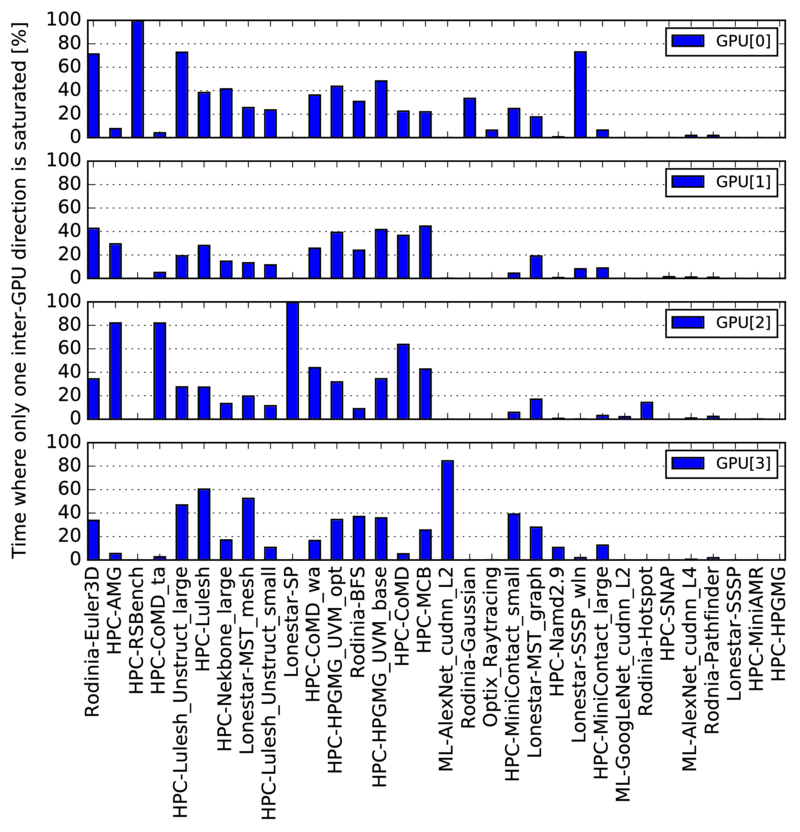 Time where only one inter-GPU direction is saturated [%]
100
80
60
40
20
0
GPU[0]
100
80
60
40
20
0
GPU[1]
100
80
60
40
20
0
GPU[2]
100
80
60
40
20
0
GPU[3]
Rodinia-Euler3D
HPC-AMG
HPC-RSBench
HPC-CoMD_ta
HPC-Lulesh_Unstruct_large
HPC-Lulesh
HPC-Nekbone_large
Lonestar-MST_mesh
HPC-Lulesh_Unstruct_small
Lonestar-SP
HPC-CoMD_wa
HPC-HPGMG_UVM_opt
Rodinia-BFS
HPC-HPGMG_UVM_base
HPC-CoMD
HPC-MCB
ML-AlexNet_cudnn_L2
Rodinia-Gaussian
Optix_Raytracing
HPC-MiniContact_small
Lonestar-MST_graph
HPC-Namd2.9
Lonestar-SSSP_wln
HPC-MiniContact_large
ML-GoogLeNet_cudnn_L2
Rodinia-Hotspot
HPC-SNAP
ML-AlexNet_cudnn_L4
Rodnia-Pathfinder
Lonestar-SSSP
HPC-MiniAMR
HPC-HPGMG